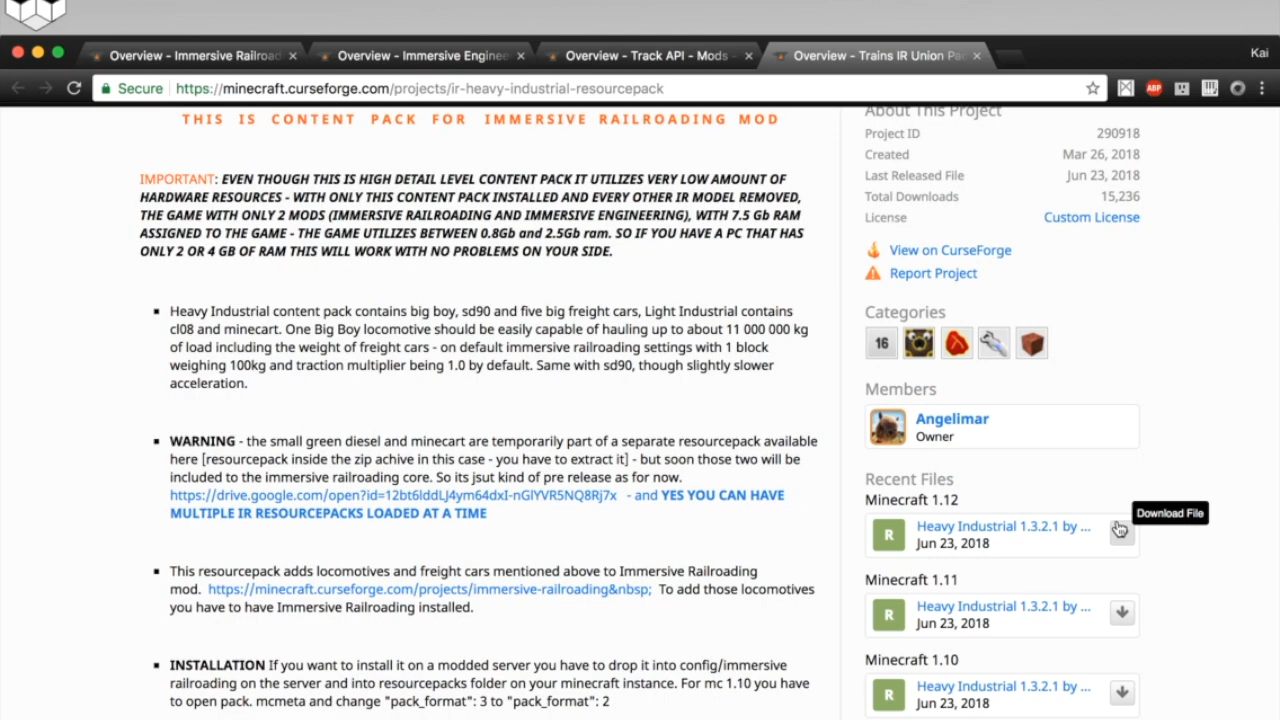 Overview - Immersive Railroad
Overview - Immersive Enginee
Overview - Track API - Mods -
Overview - Trains IR Union Pac
Kai
Secure
https://minecraft.curseforge.com/projects/ir-heavy-industrial-resourcepack
ABP
THIS IS CONTENT PACK FOR IMMERSIVE RAILROADING MOD
IMPORTANT: EVEN THOUGH THIS IS HIGH DETAIL LEVEL CONTENT PACK IT UTILIZES VERY LOW AMOUNT OF
HARDWARE RESOURCES - WITH ONLY THIS CONTENT PACK INSTALLED AND EVERY OTHER IR MODEL REMOVED,
THE GAME WITH ONLY 2 MODS (IMMERSIVE RAILROADING AND IMMERSIVE ENGINEERING), WITH 7.5 Gb RAM
ASSIGNED TO THE GAME - THE GAME UTILIZES BETWEEN 0.8Gb and 2.5Gb ram. SO IF YOU HAVE A PC THAT HAS
ONLY 2 OR 4 GB OF RAM THIS WILL WORK WITH NO PROBLEMS ON YOUR SIDE.
Heavy Industrial content pack contains big boy, sd90 and five big freight cars, Light Industrial contains
cl08 and minecart. One Big Boy locomotive should be easily capable of hauling up to about 11 000 000 kg
of load including the weight of freight cars - on default immersive railroading settings with 1 block
weighing 100kg and traction multiplier being 1.0 by default. Same with sd90, though slightly slower
acceleration.
WARNING - the small green diesel and minecart are temporarily part of a separate resourcepack available
here [resourcepack inside the zip achive in this case - you have to extract it] - but soon those two will be
included to the immersive railroading core. So its jsut kind of pre release as for now.
https://drive.google.com/open?id=12bt6lddLJ4ym64dxI-nGlYVR5NQ8Rj7x - and YES YOU CAN HAVE
MULTIPLE IR RESOURCEPACKS LOADED AT A TIME
This resourcepack adds locomotives and freight cars mentioned above to Immersive Railroading
mod. https://minecraft.curseforge.com/projects/immersive-railroading&nbsp; To add those locomotives
you have to have Immersive Railroading installed.
INSTALLATION If you want to install it on a modded server you have to drop it into config/immersive
railroading on the server and into resourcepacks folder on your minecraft instance. For mc 1.10 you have
to open pack. mcmeta and change "pack_format": 3 to "pack_format": 2
About This Project
Project ID 290918
Created Mar 26, 2018
Last Released File Jun 23, 2018
Total Downloads 15,236
License Custom License
View on CurseForge
Report Project
Categories
16
Members
Angelimar
Owner
Recent Files
Minecraft 1.12
Download File
R Heavy Industrial 1.3.2.1 by ...
Jun 23, 2018
Minecraft 1.11
R Heavy Industrial 1.3.2.1 by ...
Jun 23, 2018
Minecraft 1.10
R Heavy Industrial 1.3.2.1 by ...
Jun 23, 2018